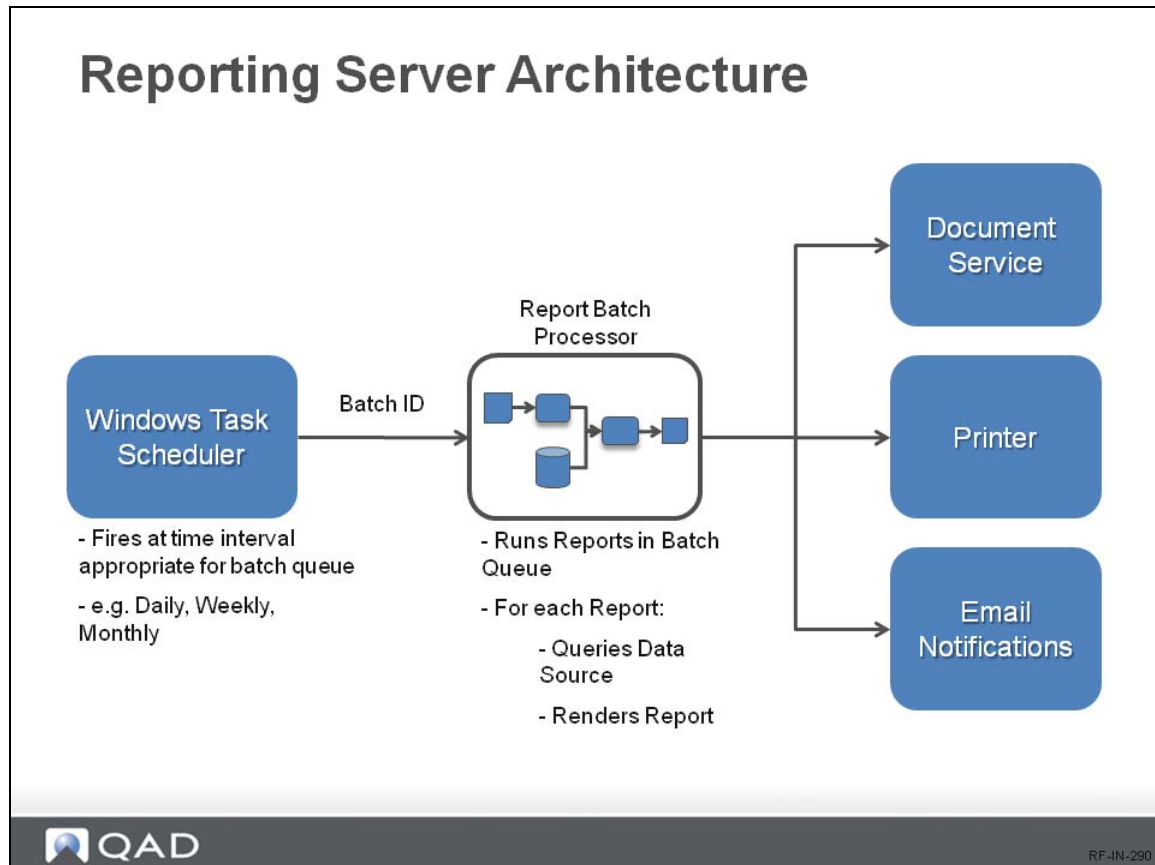 Reporting Server Architecture
Document
Service
Report Batch
Processor
Windows Task
Scheduler
Batch ID
Printer
- Fires at time interval
appropriate for batch queue
- e.g. Daily, Weekly,
Monthly
- Runs Reports in Batch
Queue
- For each Report:
- Queries Data
Source
- Renders Report
Email
Notifications
QAD
RF-IN-290